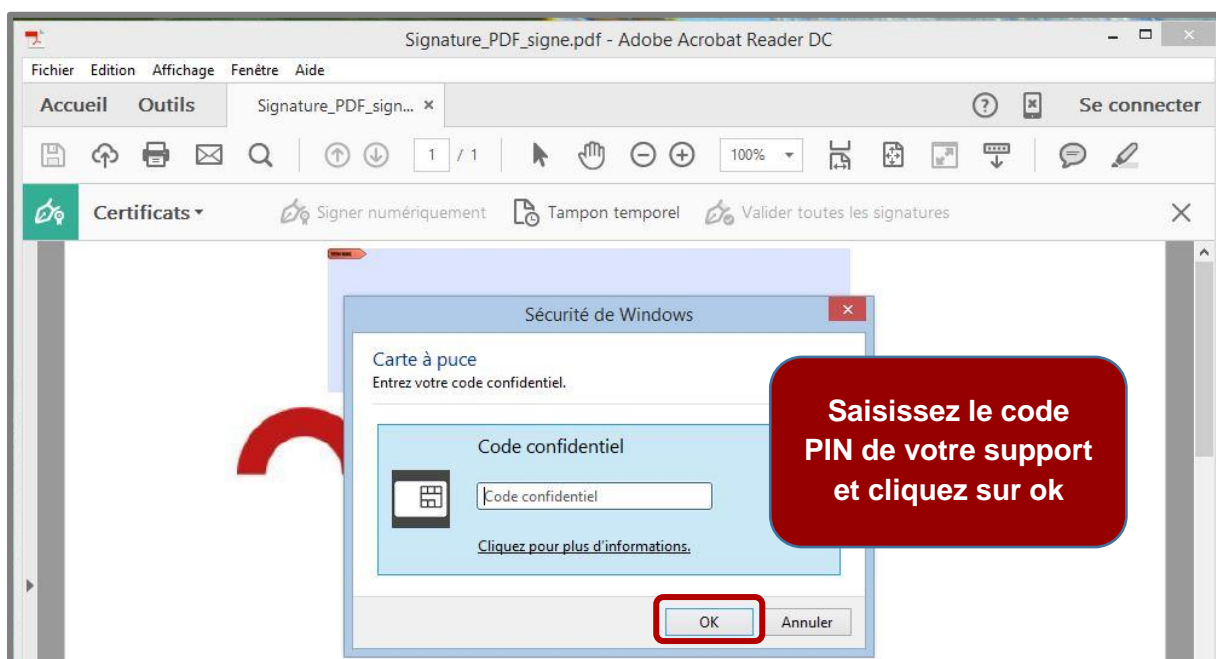 Signature_PDF_signe.pdf - Adobe Acrobat Reader DC
Fichier Edition Affichage Fenêtre Aide
Accueil Outils Signature_PDF_sign... Se connecter
1 / 1 100%
Certificats Signer numériquement Tampon temporel Valider toutes les signatures
Sécurité de Windows
Carte à puce
Entrez votre code confidentiel.
Code confidentiel
Code confidentiel
Cliquez pour plus d'informations.
OK Annuler
Saisissez le code
PIN de votre support
et cliquez sur ok